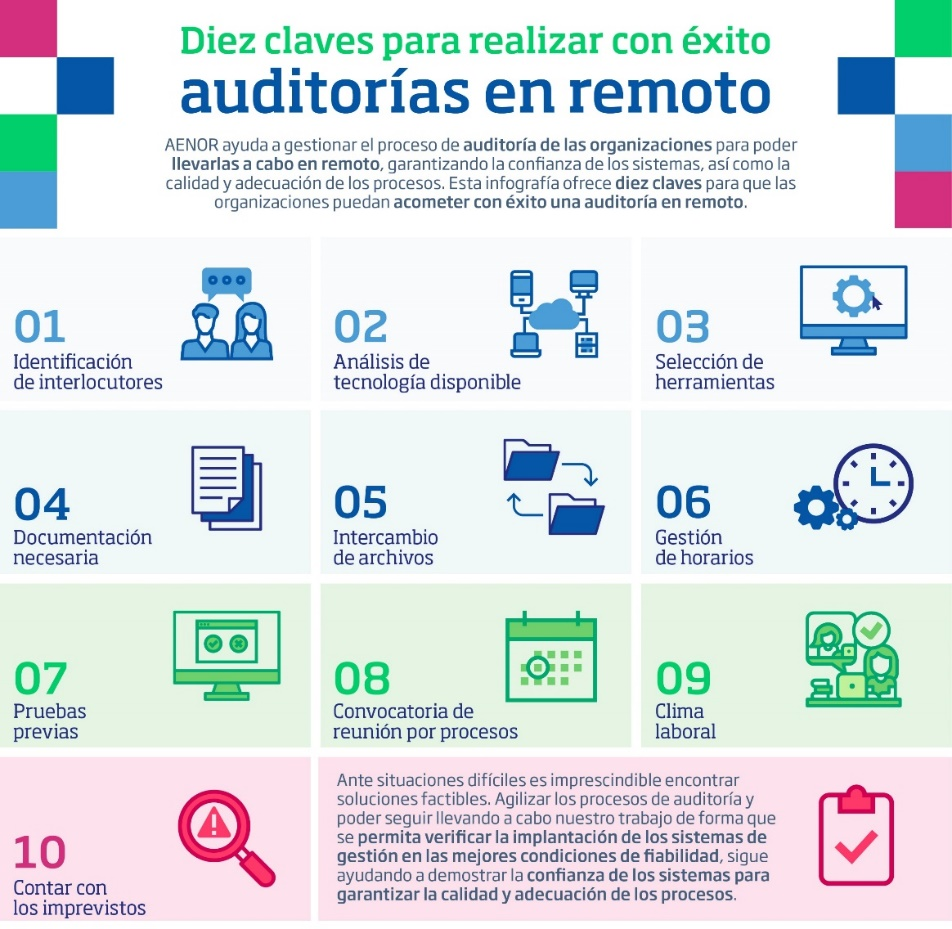 Diez claves para realizar con éxito
auditorías en remoto
AENOR ayuda a gestionar el proceso de auditoría de las organizaciones para poder
llevarlas a cabo en remoto, garantizando la confianza de los sistemas, así como la
calidad y adecuación de los procesos. Esta infografía ofrece diez claves para que las
organizaciones puedan acometer con éxito una auditoría en remoto.
01
Identificación
de interlocutores
02
Análisis de
tecnología disponible
03
Selección de
herramientas
04
Documentación
necesaria
05
Intercambio
de archivos
06
Gestión
de horarios
07
Pruebas
previas
08
Convocatoria de
reunión por procesos
09
Clima
laboral
10
Contar con
los imprevistos
Ante situaciones difíciles es imprescindible encontrar
soluciones factibles. Agilizar los procesos de auditoría y
poder seguir llevando a cabo nuestro trabajo de forma que
se permita verificar la implantación de los sistemas de
gestión en las mejores condiciones de fiabilidad, sigue
ayudando a demostrar la confianza de los sistemas para
garantizar la calidad y adecuación de los procesos.